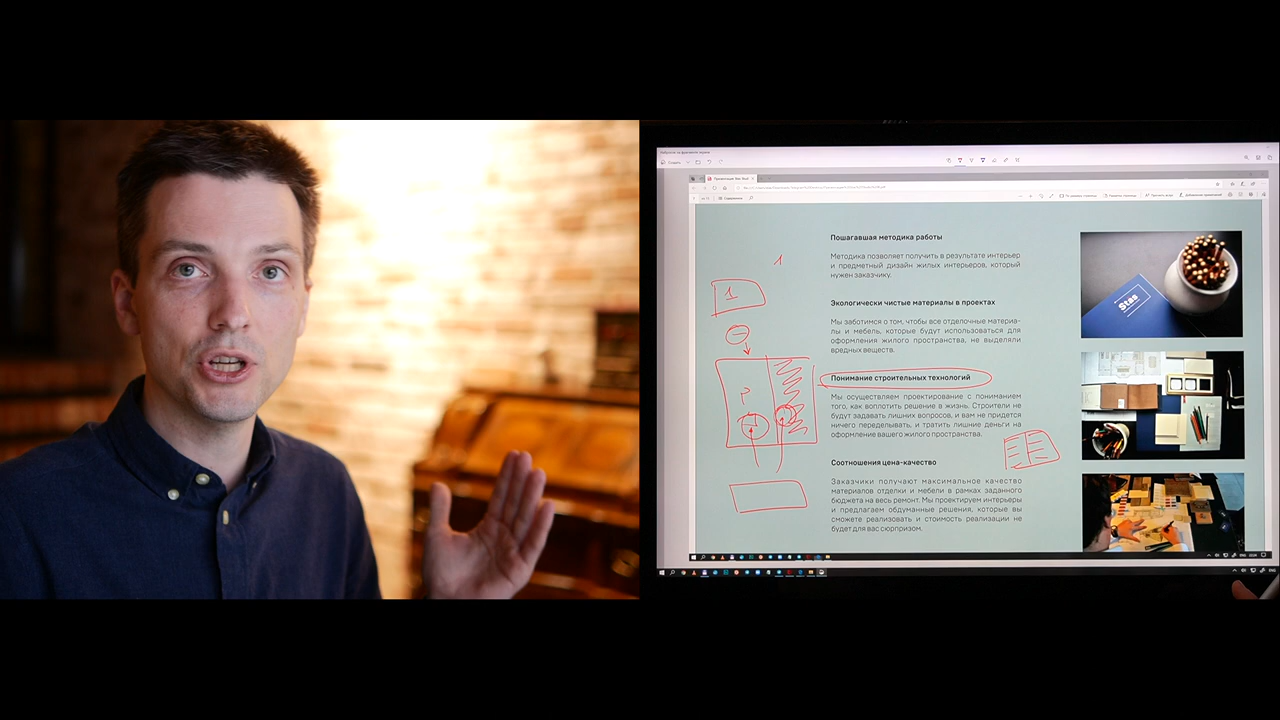 Создать
1
1
Пошагавшая методика работы
Методика позволяет получить в результате интерьер
и предметный дизайн жилых интерьеров, который
нужен заказчику.
Экологически чистые материалы в проектах
Мы заботимся о том, чтобы все отделочные материа-
лы и мебель, которые будут использоваться для
оформления жилого пространства, не выделяли
вредных веществ.
Понимание строительных технологий
Мы осуществляем проектирование с пониманием
того, как воплотить решение в жизнь. Строители не
будут задавать лишних вопросов, и вам не придется
ничего переделывать, и тратить лишние деньги на
оформление вашего жилого пространства.
Соотношения цена-качество
Заказчики получают максимальное качество
материалов отделки и мебели в рамках заданного
бюджета на весь ремонт. Мы проектируем интерьеры
и предлагаем обдуманные решения, которые вы
сможете реализовать и стоимость реализации не
будет для вас сюрпризом.
Stas